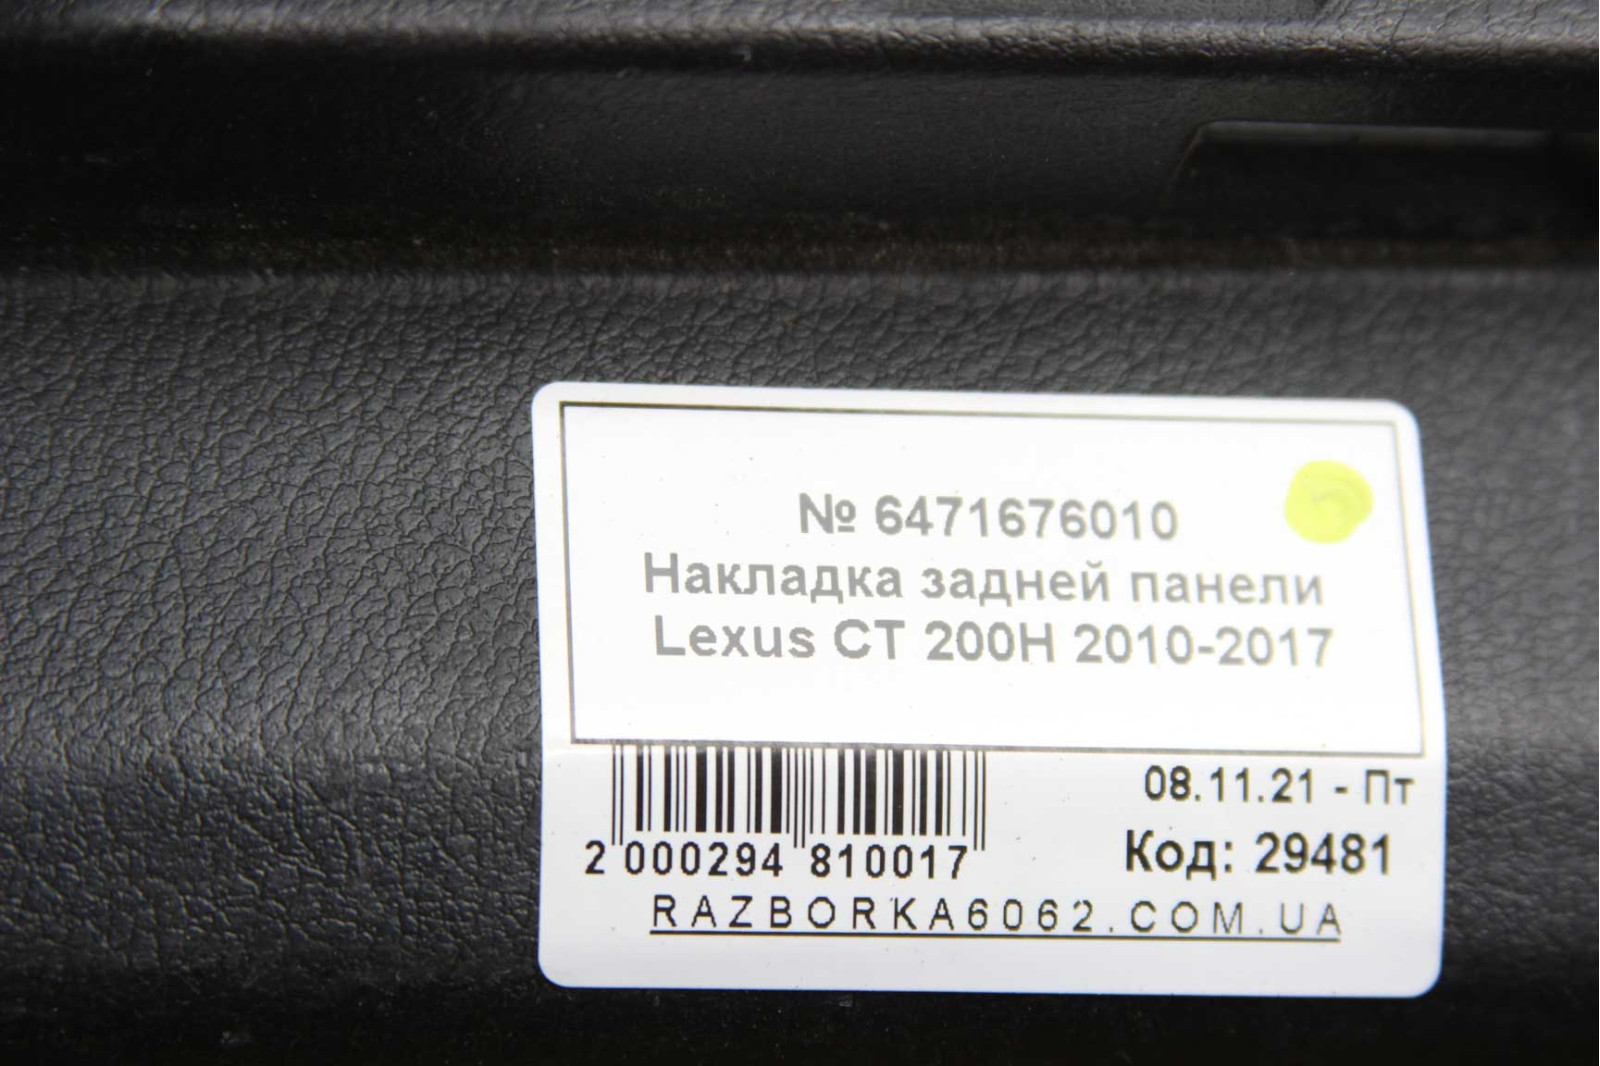 № 6471676010
Накладка задней панели
Lexus CT 200H 2010-2017
08.11.21 - Пт
Код: 29481
2 000294 810017
RAZBORKA6062.COM.UA